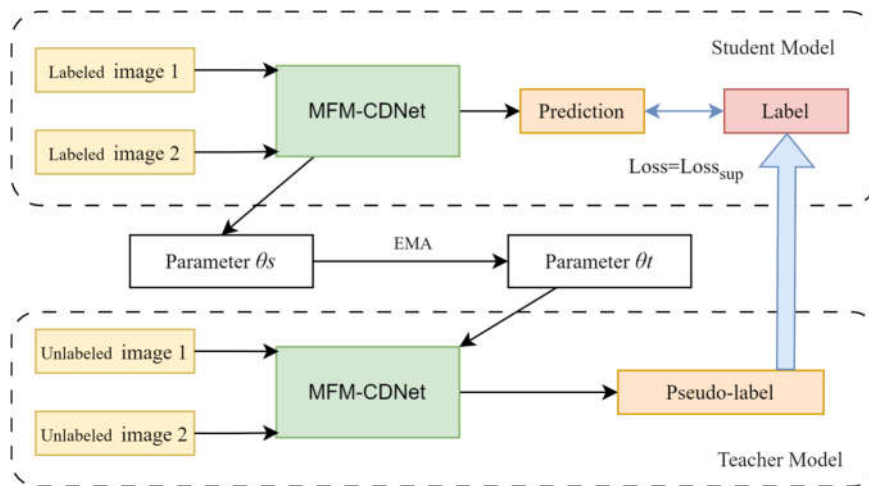 Student Model
Labeled image 1
Labeled image 2
MFM-CDNet
Prediction
Label
Loss=Loss_sup
Parameter θs
EMA
Parameter θt
Unlabeled image 1
Unlabeled image 2
MFM-CDNet
Pseudo-label
Teacher Model